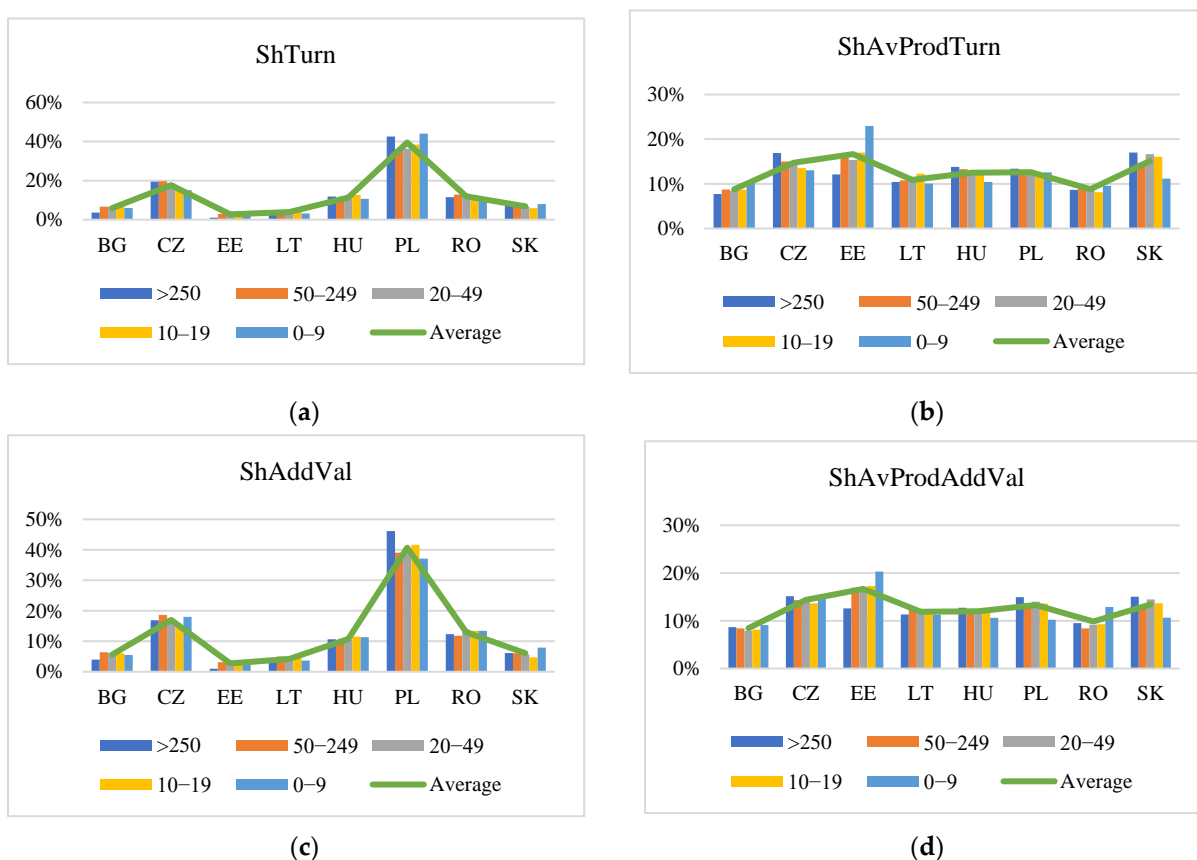 ShTurn
60%
40%
20%
0%
BG CZ EE LT HU PL RO SK
>250 50–249 20–49
10–19 0–9 Average
(a)
ShAvProdTurn
30%
20%
10%
0%
BG CZ EE LT HU PL RO SK
>250 50–249 20–49
10–19 0–9 Average
(b)
ShAddVal
50%
40%
30%
20%
10%
0%
BG CZ EE LT HU PL RO SK
>250 50−249 20−49
10−19 0−9 Average
(c)
ShAvProdAddVal
30%
20%
10%
0%
BG CZ EE LT HU PL RO SK
>250 50−249 20−49
10−19 0−9 Average
(d)